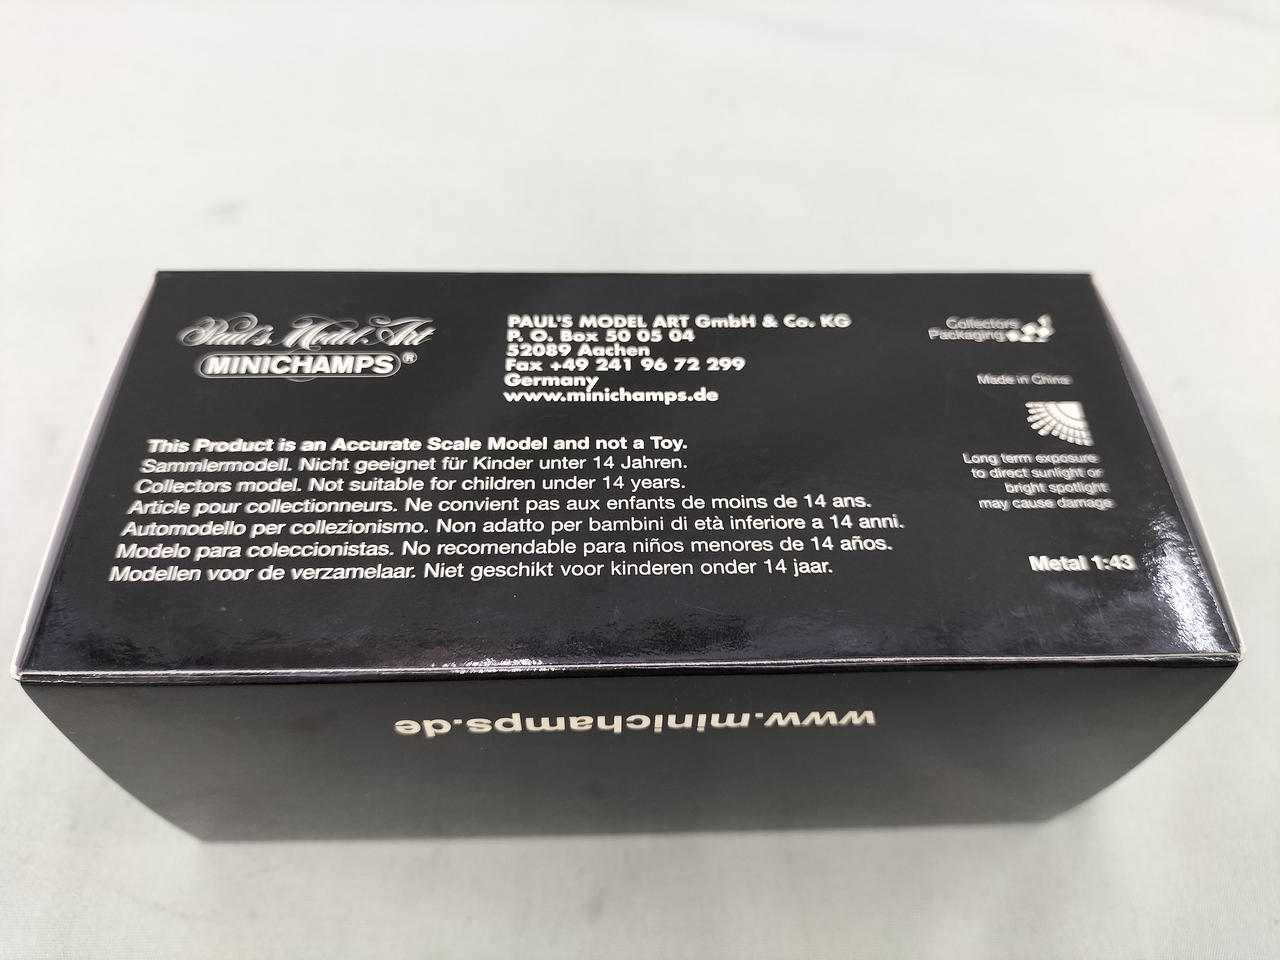 Paul's Model Art
MINICHAMPS®
PAUL'S MODEL ART GmbH & Co. KG
P. O. Box 50 05 04
52089 Aachen
Fax +49 241 96 72 299
Germany
www.minichamps.de
Collectors
Packaging
Made in China
This Product is an Accurate Scale Model and not a Toy.
Sammlermodell. Nicht geeignet für Kinder unter 14 Jahren.
Collectors model. Not suitable for children under 14 years.
Article pour collectionneurs. Ne convient pas aux enfants de moins de 14 ans.
Automodello per collezionismo. Non adatto per bambini di età inferiore a 14 anni.
Modelo para coleccionistas. No recomendable para niños menores de 14 años.
Modellen voor de verzamelaar. Niet geschikt voor kinderen onder 14 jaar.
Long term exposure
to direct sunlight or
bright spotlight
may cause damage
Metal 1:43
www.minichamps.de